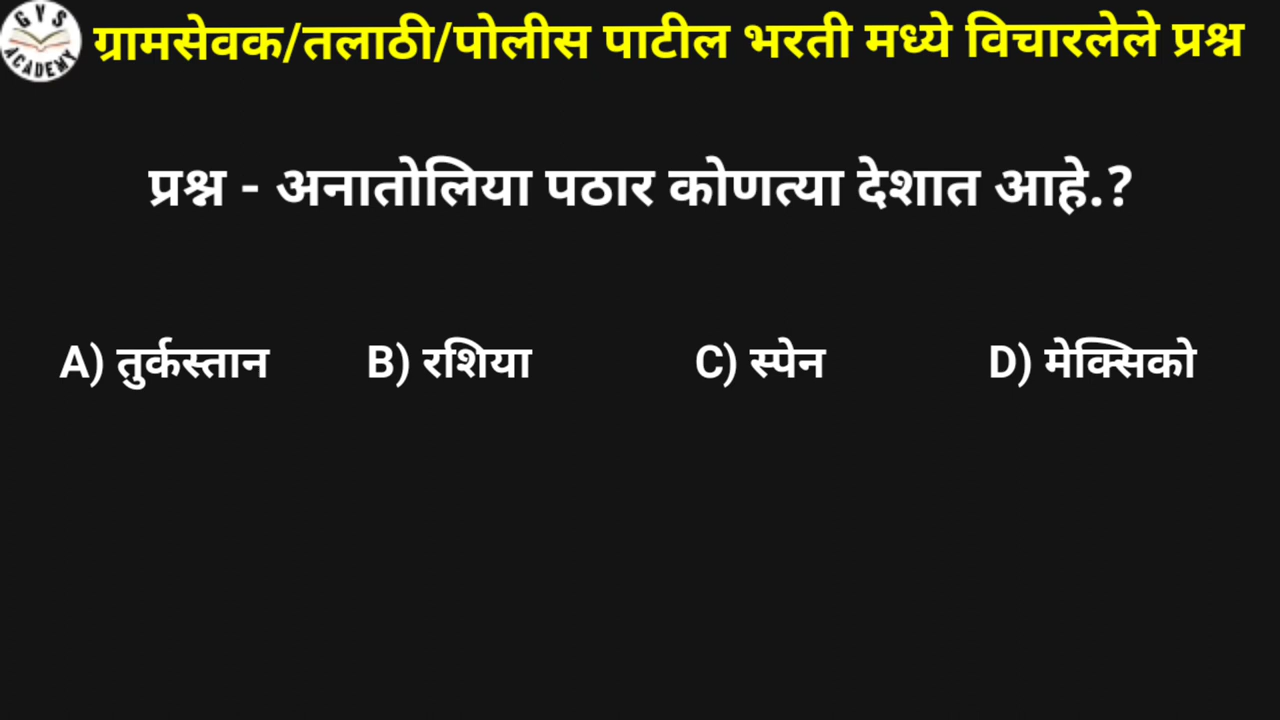 GVS
ACADEMY
ग्रामसेवक/तलाठी/पोलीस पाटील भरती मध्ये विचारलेले प्रश्न
प्रश्न - अनातोलिया पठार कोणत्या देशात आहे.?
A) तुर्कस्तान B) रशिया C) स्पेन D) मेक्सिको